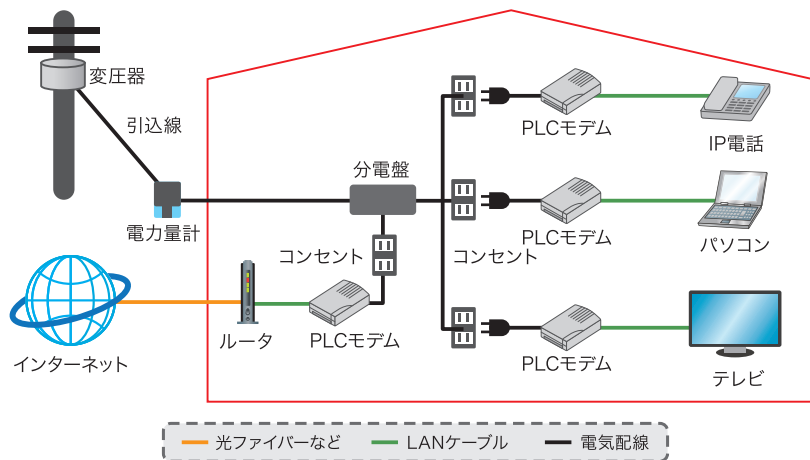 変圧器
引込線
電力量計
分電盤
コンセント
コンセント
PLCモデム
IP電話
PLCモデム
パソコン
PLCモデム
テレビ
インターネット
ルータ
PLCモデム
光ファイバーなど
LANケーブル
電気配線